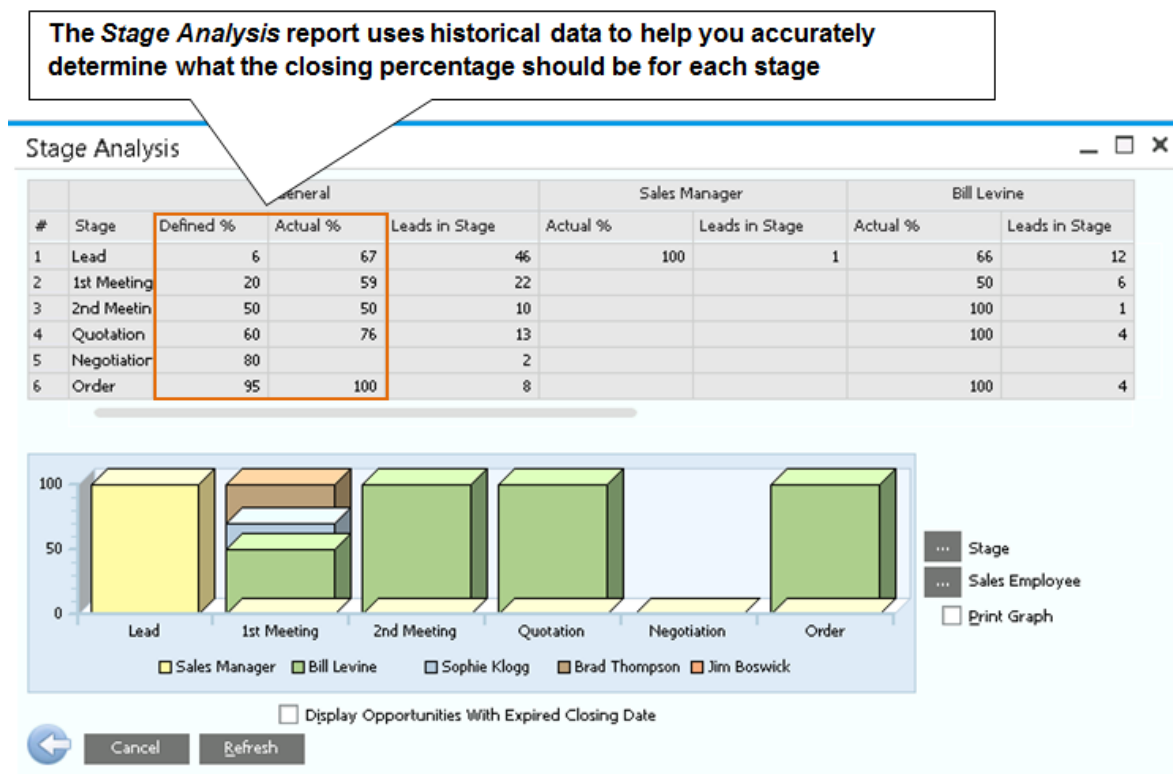 The Stage Analysis report uses historical data to help you accurately
determine what the closing percentage should be for each stage
Stage Analysis
General Sales Manager Bill Levine
# Stage Defined % Actual % Leads in Stage Actual % Leads in Stage Actual % Leads in Stage
1 Lead 6 67 46 100 1 66 12
2 1st Meeting 20 59 22 50 6
3 2nd Meetin 50 50 10 100 1
4 Quotation 60 76 13 100 4
5 Negotiation 80 2
6 Order 95 100 8 100 4
100
50
0
Lead 1st Meeting 2nd Meeting Quotation Negotiation Order
Sales Manager Bill Levine Sophie Klogg Brad Thompson Jim Boswick
... Stage
... Sales Employee
Print Graph
Display Opportunities With Expired Closing Date
Cancel Refresh